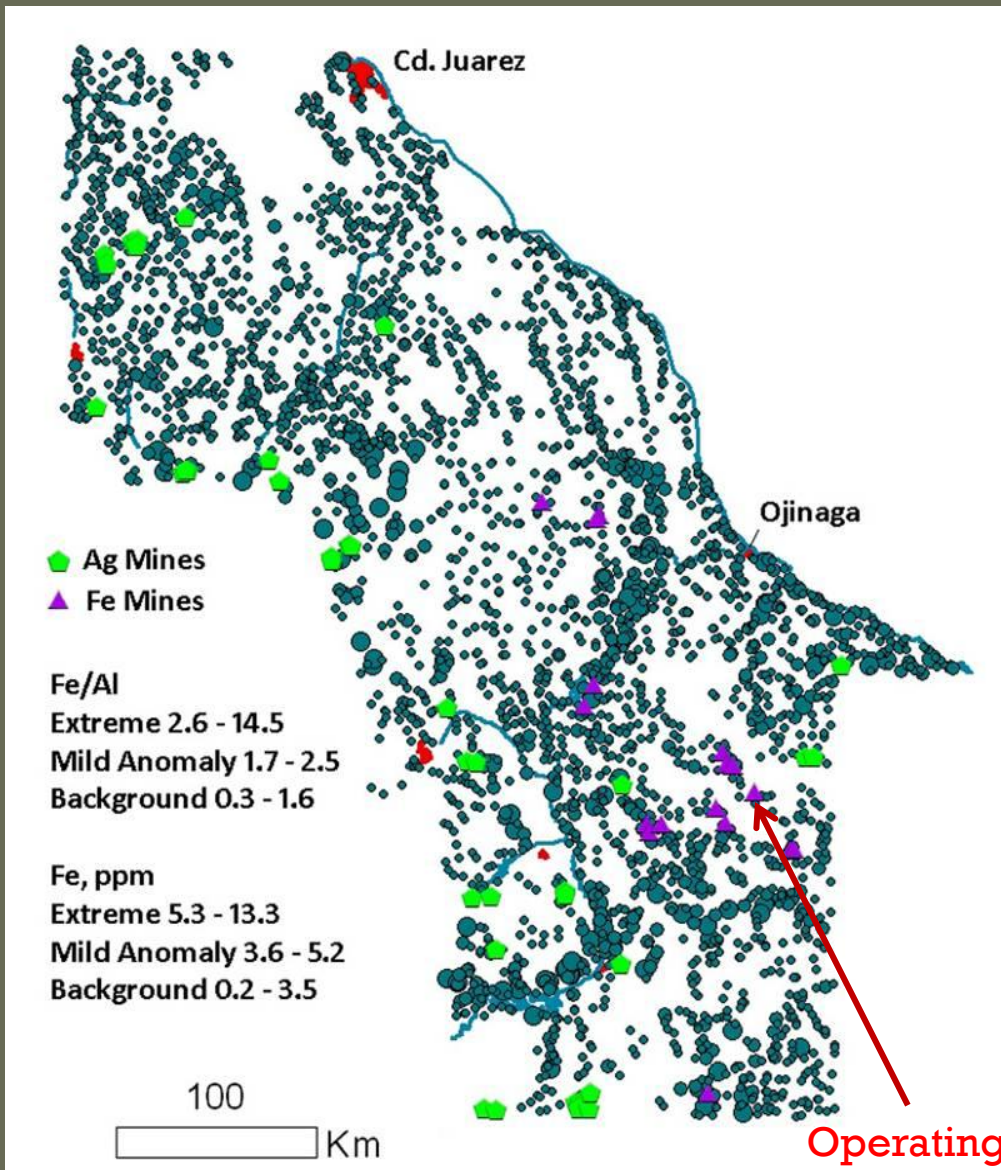 Cd. Juarez
Ojinaga
Ag Mines
Fe Mines
Fe/Al
Extreme 2.6 - 14.5
Mild Anomaly 1.7 - 2.5
Background 0.3 - 1.6
Fe, ppm
Extreme 5.3 - 13.3
Mild Anomaly 3.6 - 5.2
Background 0.2 - 3.5
100
Km
Operating